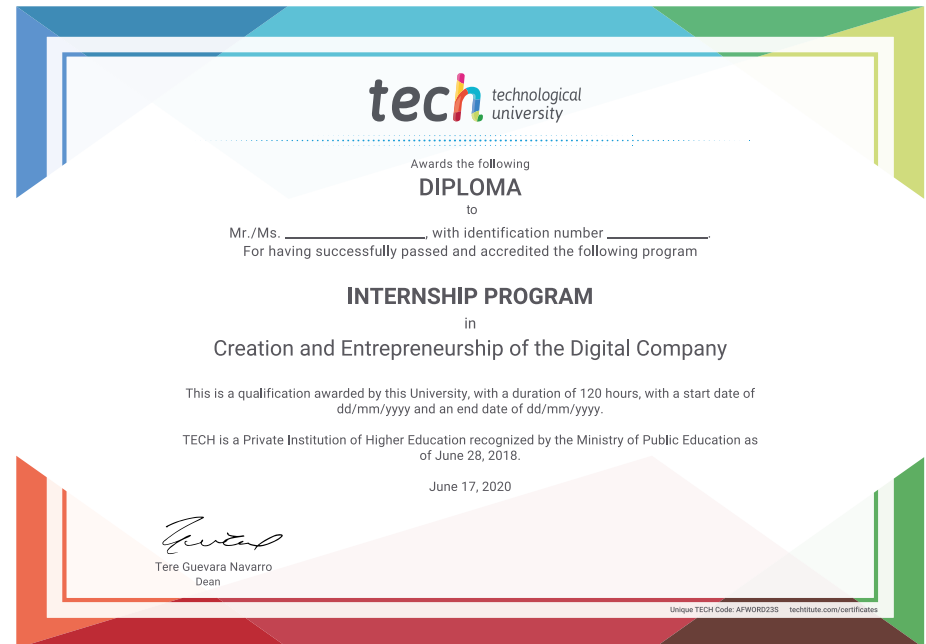 tech technological
university
Awards the following
DIPLOMA
to
Mr./Ms. ____________________, with identification number ______________.
For having successfully passed and accredited the following program
INTERNSHIP PROGRAM
in
Creation and Entrepreneurship of the Digital Company
This is a qualification awarded by this University, with a duration of 120 hours, with a start date of
dd/mm/yyyy and an end date of dd/mm/yyyy.
TECH is a Private Institution of Higher Education recognized by the Ministry of Public Education as
of June 28, 2018.
June 17, 2020
Tere Guevara Navarro
Dean
Unique TECH Code: AFWORD23S techtitute.com/certificates